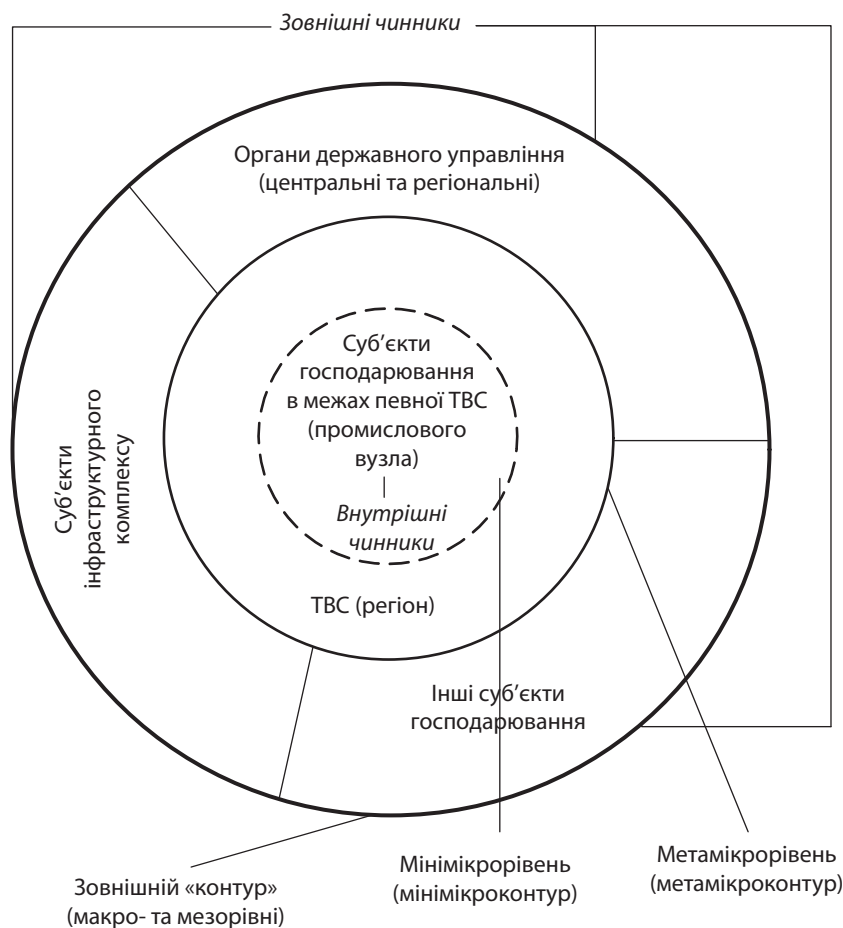 Зовнішні чинники
Органи державного управління
(центральні та регіональні)
Суб’єкти
господарювання
в межах певної ТВС
(промислового
вузла)
Внутрішні
чинники
Суб’єкти
інфраструктурного
комплексу
ТВС (регіон)
Інші суб’єкти
господарювання
Зовнішній «контур»
(макро- та мезорівні)
Мінімікрорівень
(мінімікроконтур)
Метамікрорівень
(метамікроконтур)